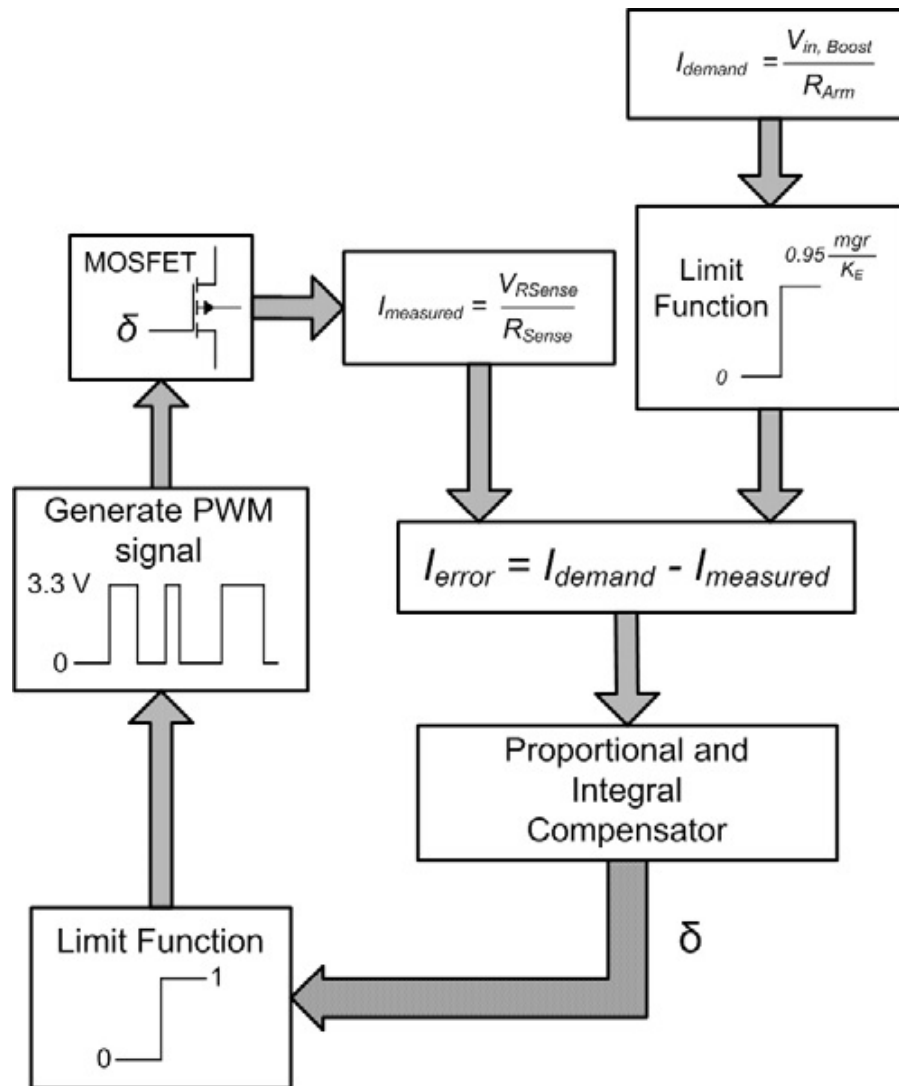 I_demand = V_in, Boost / R_Arm
MOSFET
δ
I_measured = V_RSense / R_Sense
Limit
Function
0.95 mgr / K_E
0
Generate PWM
signal
3.3 V
0
I_error = I_demand - I_measured
Proportional and
Integral
Compensator
δ
Limit Function
1
0